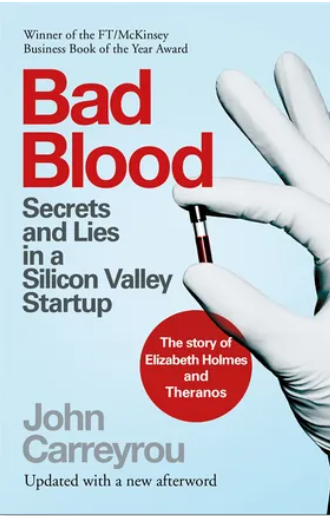 Winner of the FT/McKinsey
Business Book of the Year Award
Bad
Blood
Secrets
and Lies
in a
Silicon Valley
Startup
The story of
Elizabeth Holmes
and
Theranos
John
Carreyrou
Updated with a new afterword